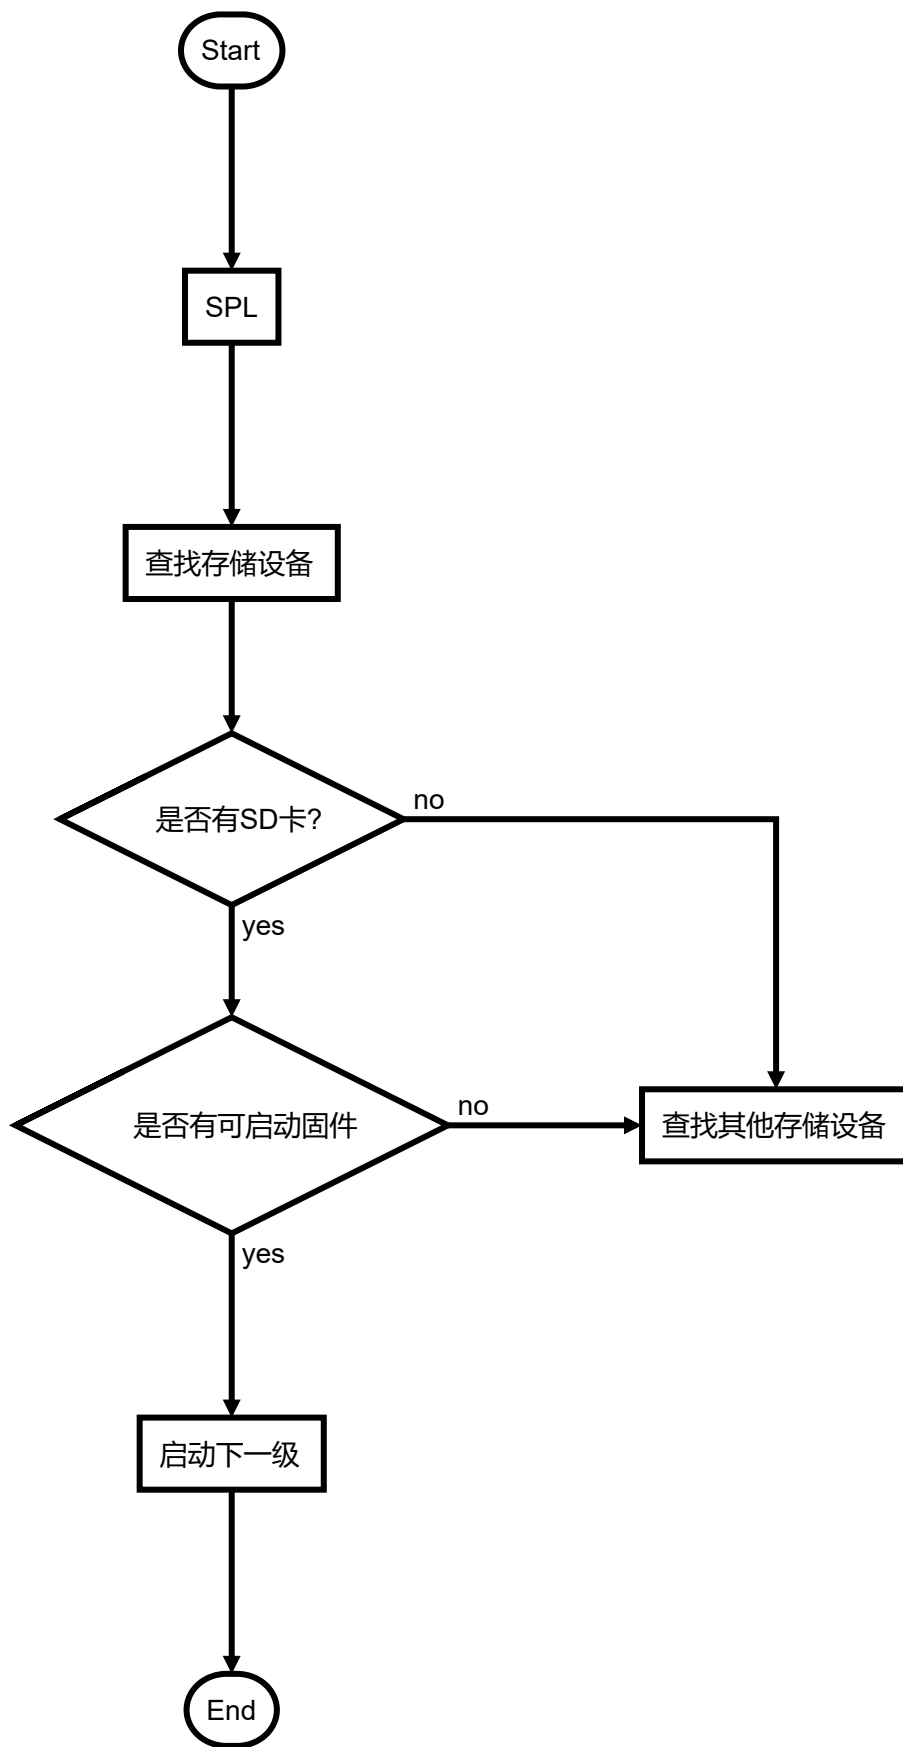 Start
SPL
查找存储设备
是否有SD卡?
no
yes
是否有可启动固件
no
查找其他存储设备
yes
启动下一级
End